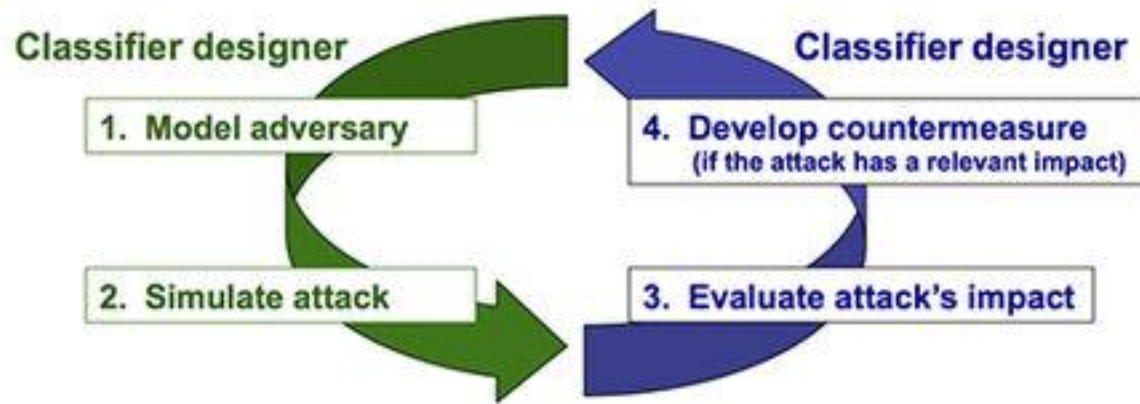 Classifier designer
1. Model adversary
2. Simulate attack
Classifier designer
4. Develop countermeasure
(if the attack has a relevant impact)
3. Evaluate attack's impact